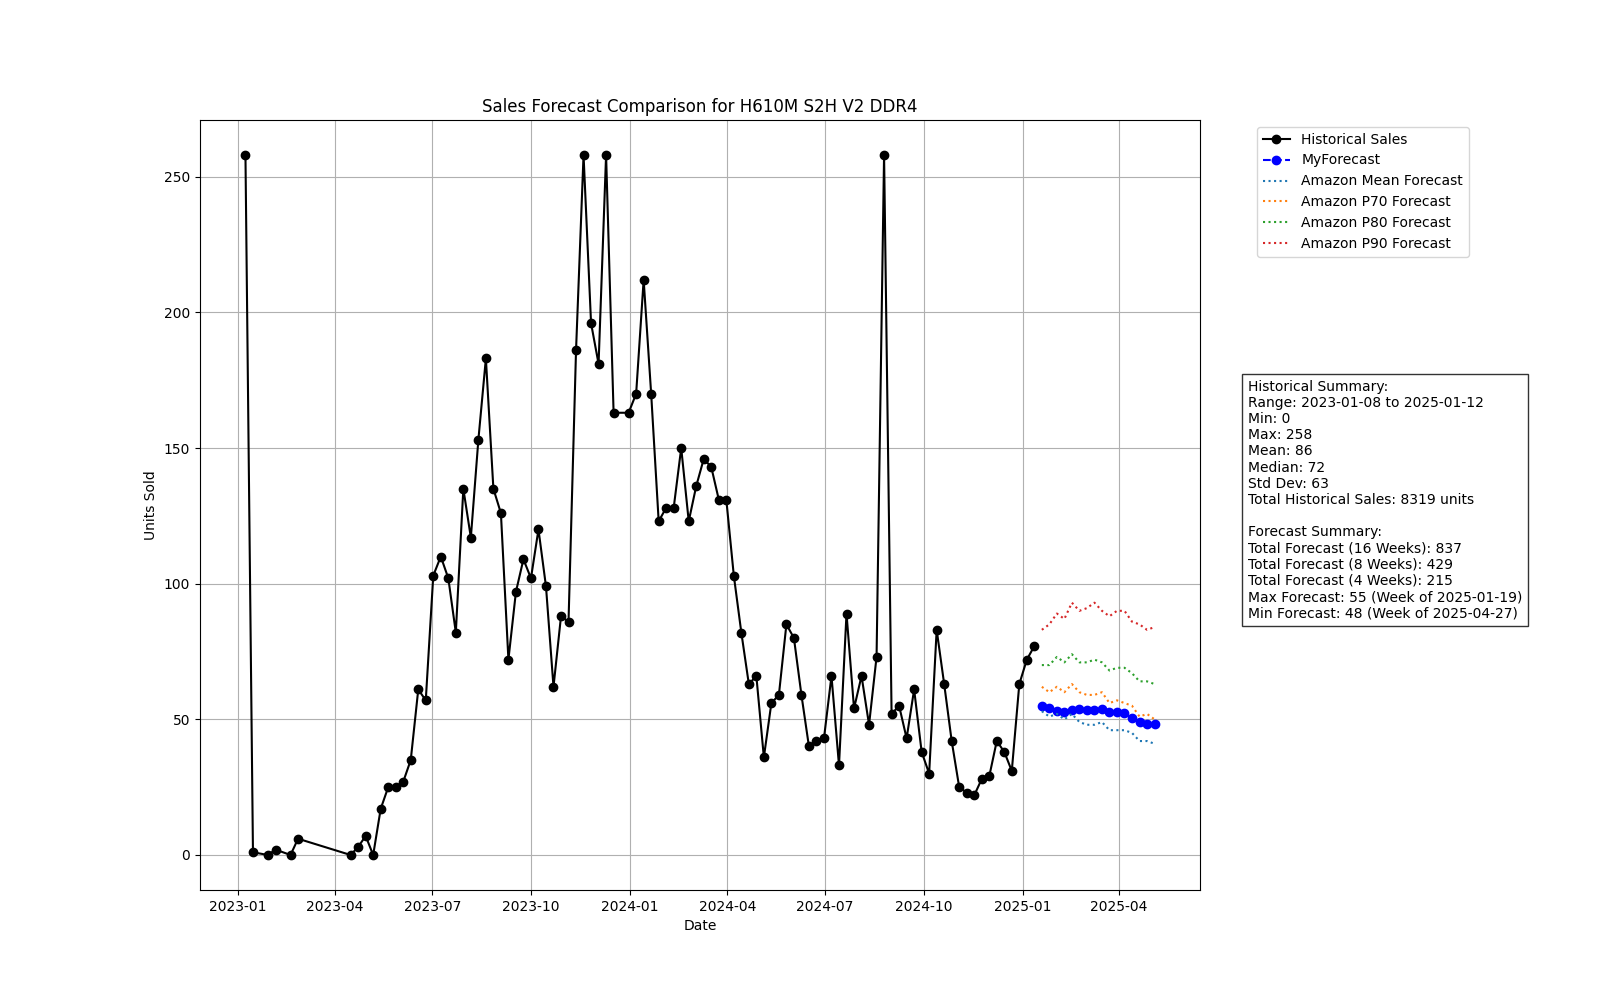 Sales Forecast Comparison for H610M S2H V2 DDR4
Historical Sales
MyForecast
Amazon Mean Forecast
Amazon P70 Forecast
Amazon P80 Forecast
Amazon P90 Forecast
250
200
150
100
50
0
Units Sold
2023-01
2023-04
2023-07
2023-10
2024-01
2024-04
2024-07
2024-10
2025-01
2025-04
Date
Historical Summary:
Range: 2023-01-08 to 2025-01-12
Min: 0
Max: 258
Mean: 86
Median: 72
Std Dev: 63
Total Historical Sales: 8319 units
Forecast Summary:
Total Forecast (16 Weeks): 837
Total Forecast (8 Weeks): 429
Total Forecast (4 Weeks): 215
Max Forecast: 55 (Week of 2025-01-19)
Min Forecast: 48 (Week of 2025-04-27)